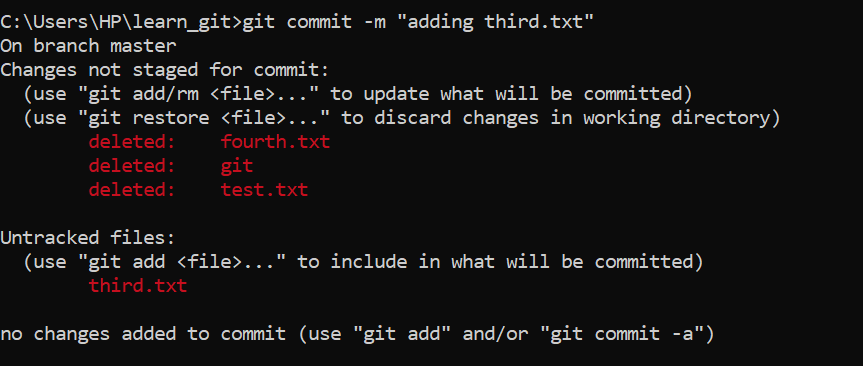 C:\Users\HP\learn_git>git commit -m "adding third.txt"
On branch master
Changes not staged for commit:
  (use "git add/rm <file>..." to update what will be committed)
  (use "git restore <file>..." to discard changes in working directory)
        deleted:    fourth.txt
        deleted:    git
        deleted:    test.txt

Untracked files:
  (use "git add <file>..." to include in what will be committed)
        third.txt

no changes added to commit (use "git add" and/or "git commit -a")